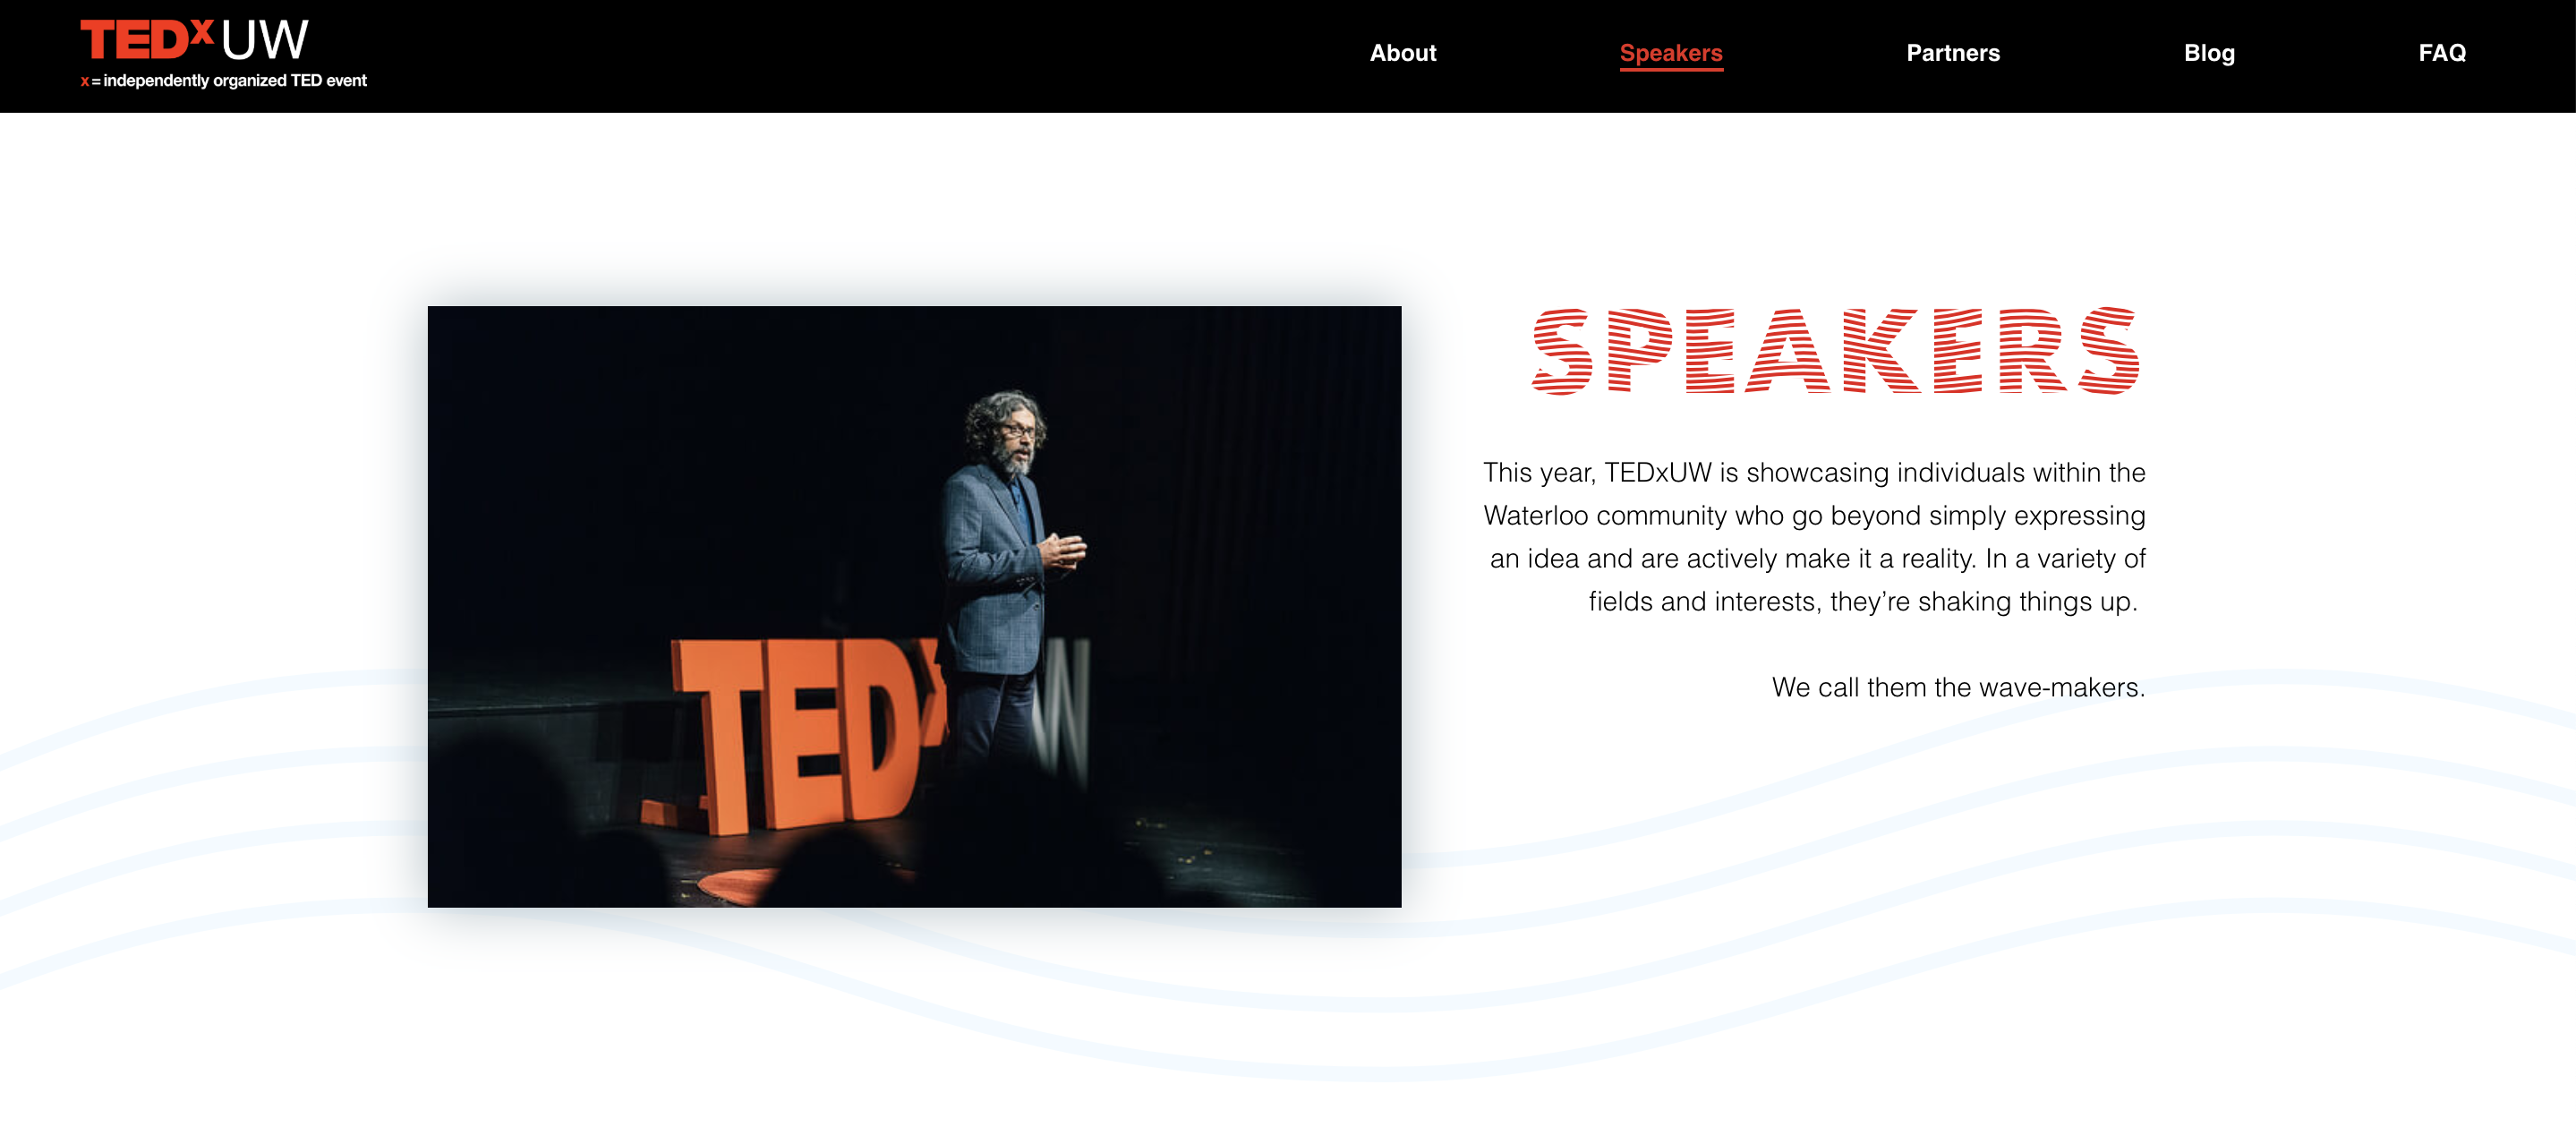 TEDxUW
x = independently organized TED event
About
Speakers
Partners
Blog
FAQ
SPEAKERS
This year, TEDxUW is showcasing individuals within the
Waterloo community who go beyond simply expressing
an idea and are actively make it a reality. In a variety of
fields and interests, they’re shaking things up.
We call them the wave-makers.
TEDx W